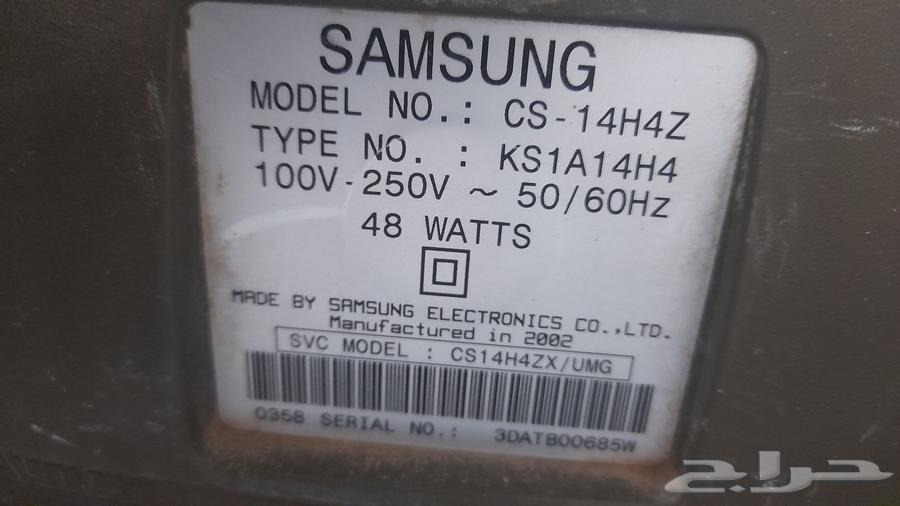 SAMSUNG
MODEL NO.: CS-14H4Z
TYPE NO. : KS1A14H4
100V-250V ~ 50/60Hz
48 WATTS
MADE BY SAMSUNG ELECTRONICS CO.,LTD.
Manufactured in 2002
SVC MODEL : CS14H4ZX/UMG
0358 SERIAL NO.: 3DATB00685W
حراج